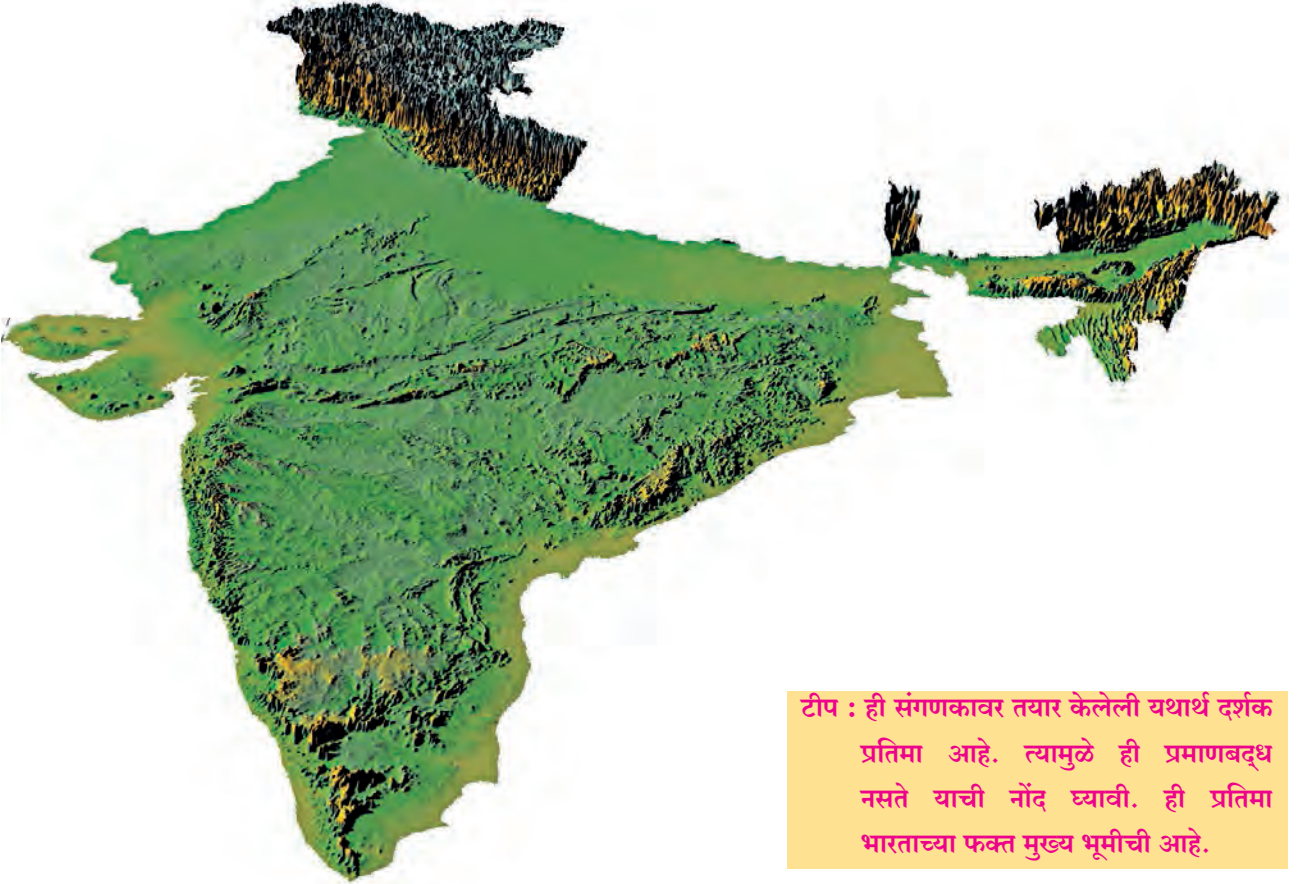 टीप : ही संगणकावर तयार केलेली यथार्थ दर्शक
प्रतिमा आहे. त्यामुळे ही प्रमाणबद्ध
नसते याची नोंद घ्यावी. ही प्रतिमा
भारताच्या फक्त मुख्य भूमीची आहे.